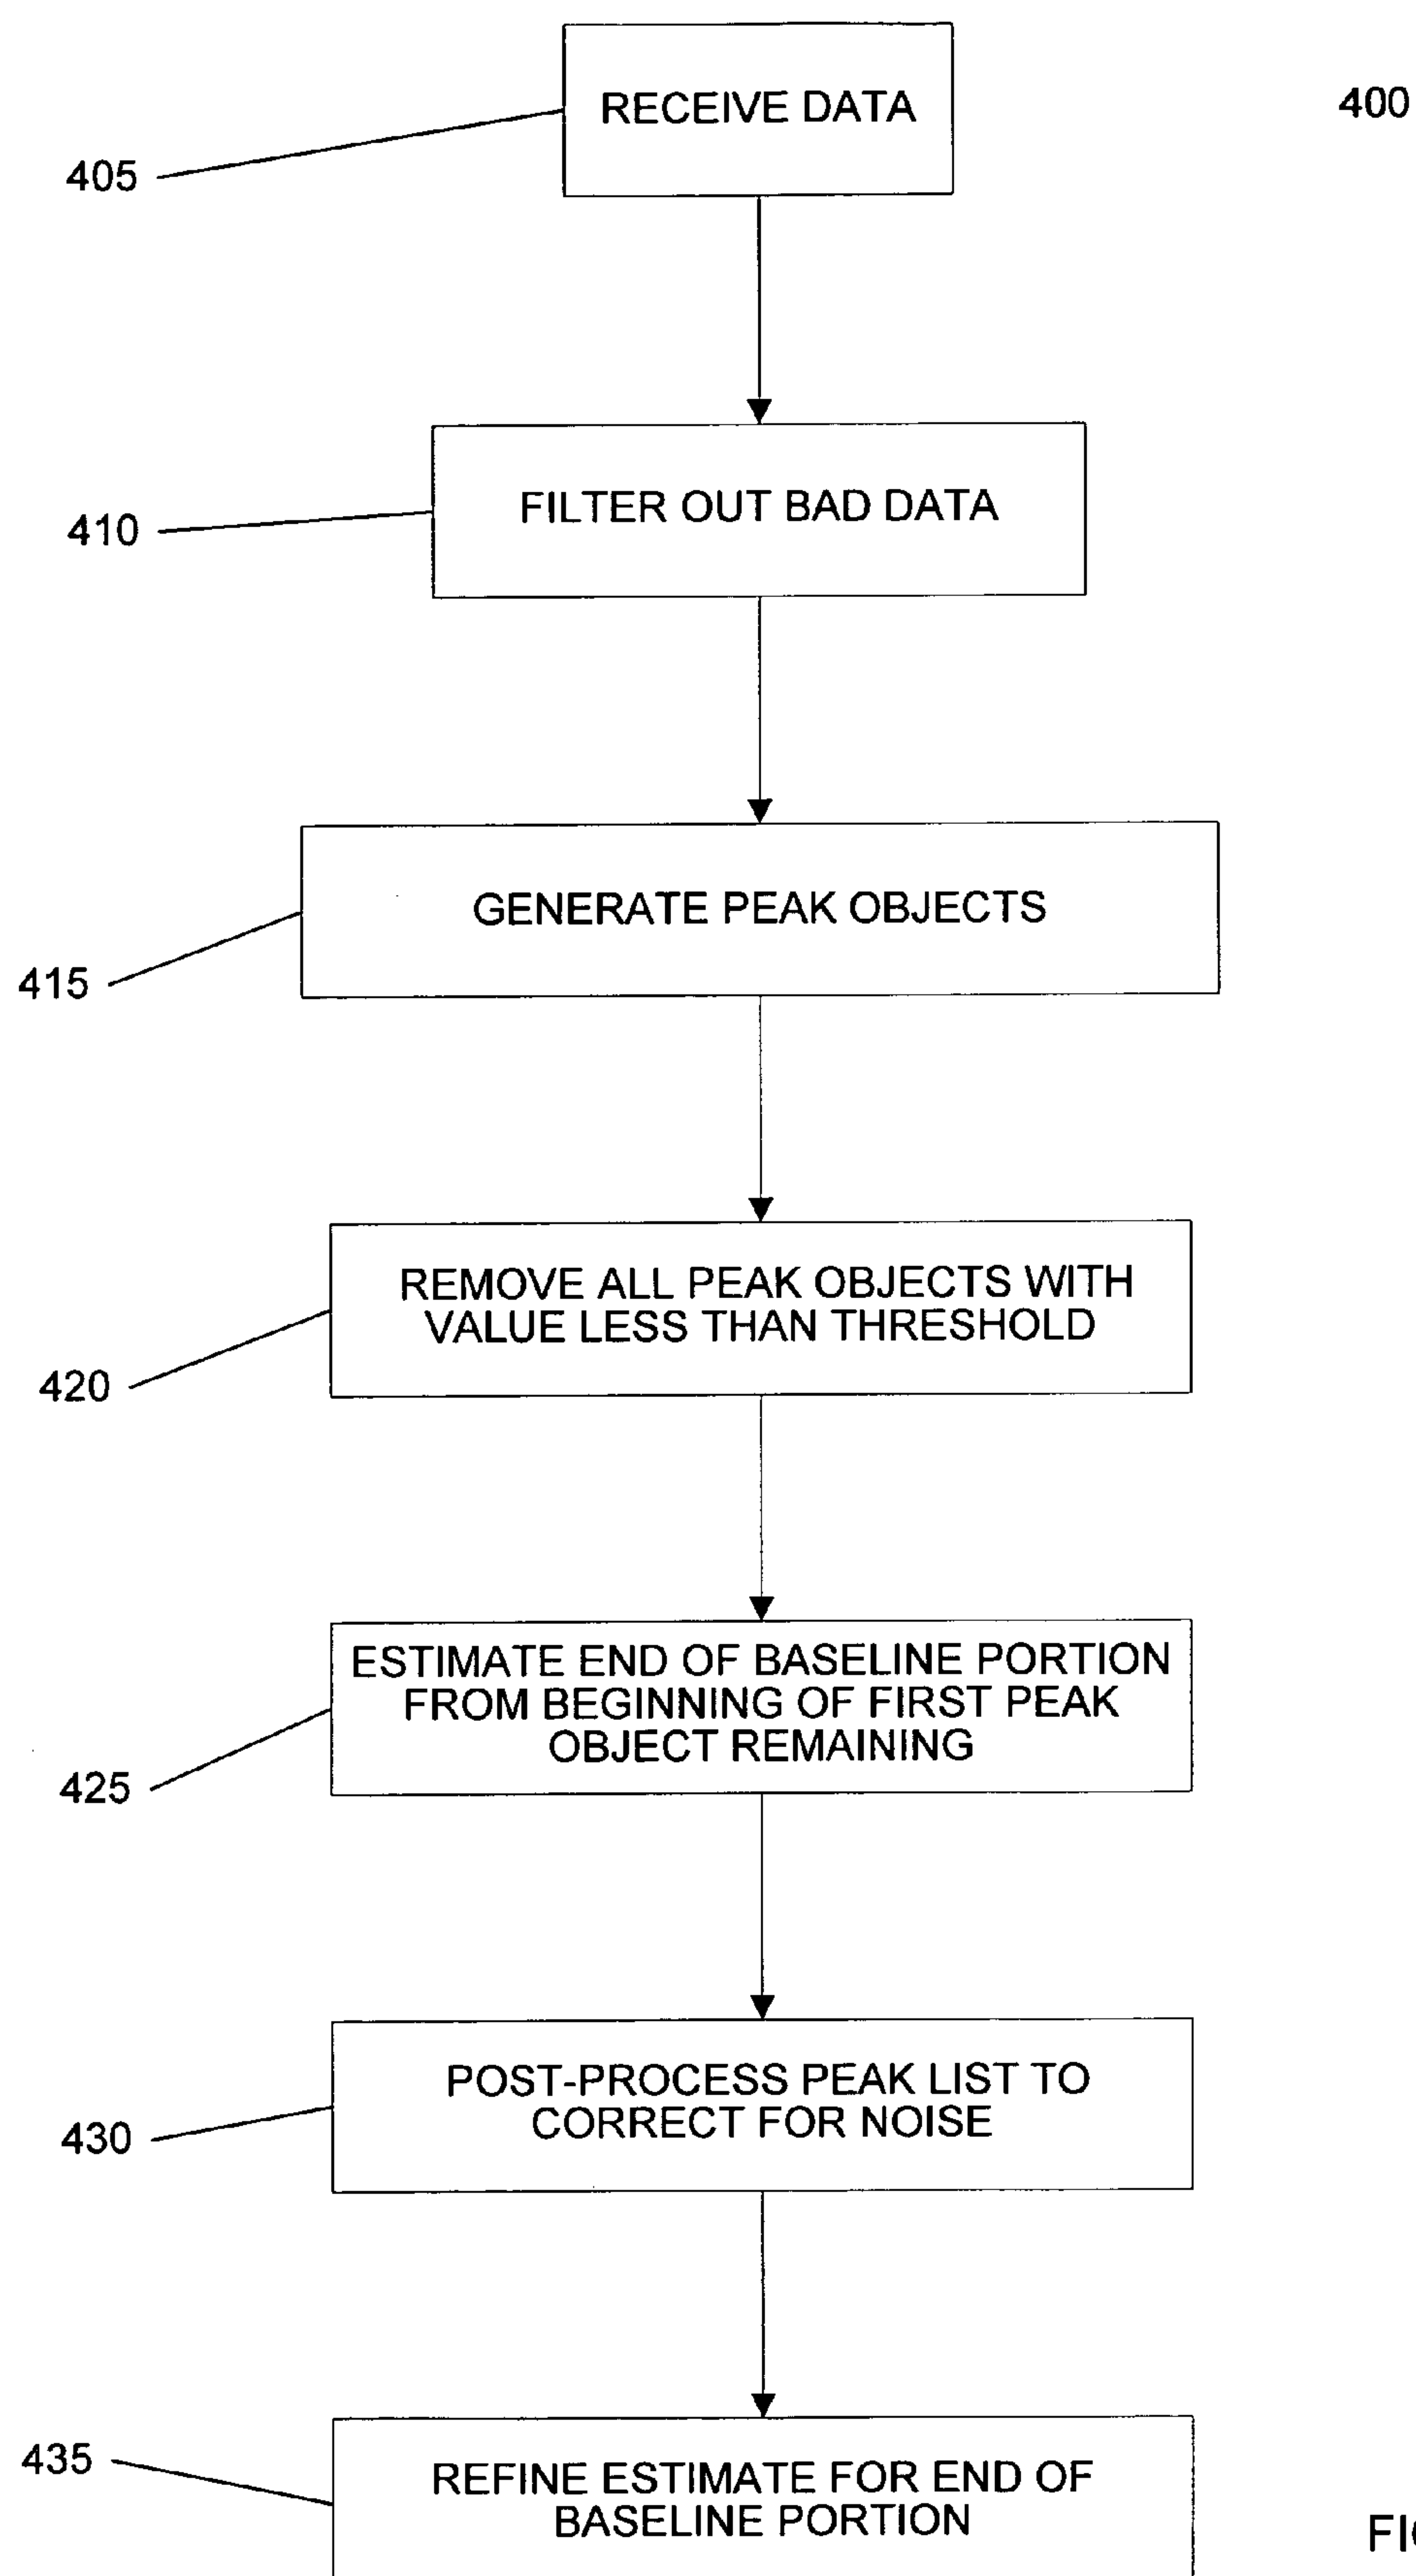 RECEIVE DATA
400
405
FILTER OUT BAD DATA
410
GENERATE PEAK OBJECTS
415
REMOVE ALL PEAK OBJECTS WITH
VALUE LESS THAN THRESHOLD
420
ESTIMATE END OF BASELINE PORTION
FROM BEGINNING OF FIRST PEAK
OBJECT REMAINING
425
POST-PROCESS PEAK LIST TO
CORRECT FOR NOISE
430
435
REFINE ESTIMATE FOR END OF
BASELINE PORTION